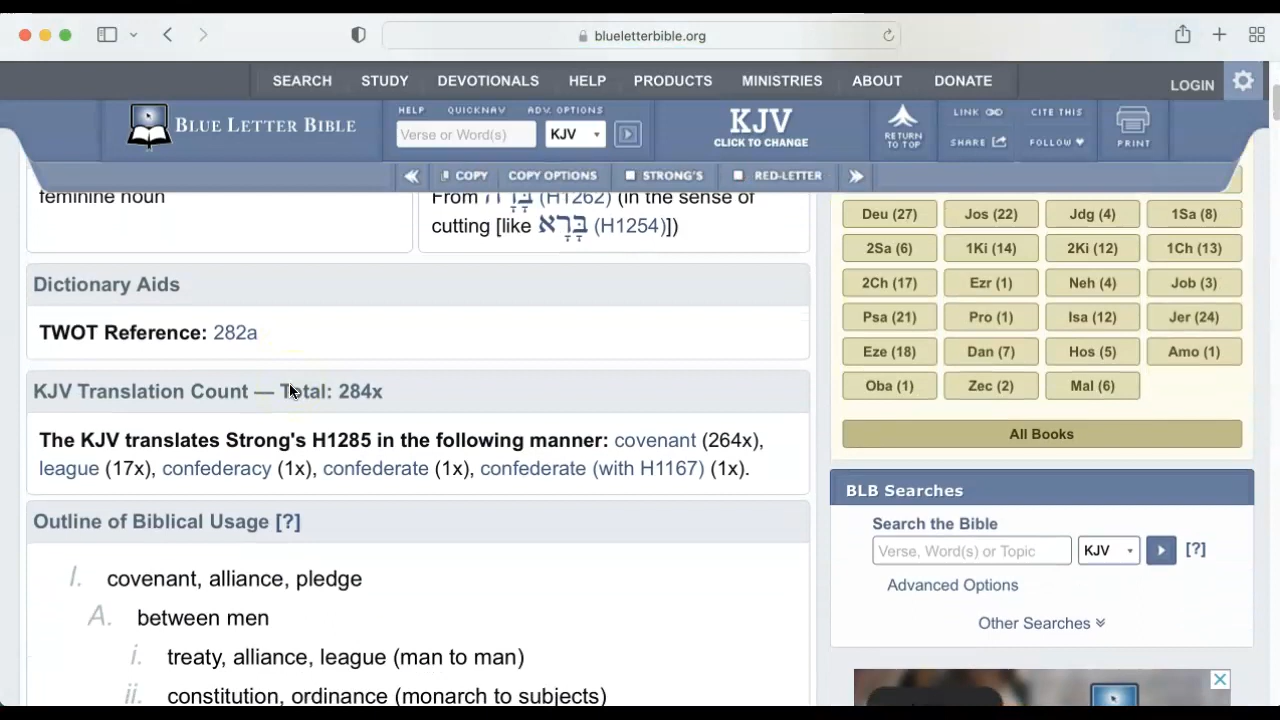 blueletterbible.org
SEARCH STUDY DEVOTIONALS HELP PRODUCTS MINISTRIES ABOUT DONATE LOGIN
BLUE LETTER BIBLE
HELP QUICKNAV ADV. OPTIONS
Verse or Word(s) KJV
KJV
CLICK TO CHANGE
RETURN
TO TOP
LINK CITE THIS
SHARE FOLLOW
PRINT
COPY COPY OPTIONS STRONG'S RED-LETTER
feminine noun
From בָּרָה (H1262) (in the sense of
cutting [like בָּרָא (H1254)])
Dictionary Aids
TWOT Reference: 282a
KJV Translation Count — Total: 284x
The KJV translates Strong's H1285 in the following manner: covenant (264x),
league (17x), confederacy (1x), confederate (1x), confederate (with H1167) (1x).
Outline of Biblical Usage [?]
I. covenant, alliance, pledge
A. between men
i. treaty, alliance, league (man to man)
ii. constitution, ordinance (monarch to subjects)
Deu (27) Jos (22) Jdg (4) 1Sa (8)
2Sa (6) 1Ki (14) 2Ki (12) 1Ch (13)
2Ch (17) Ezr (1) Neh (4) Job (3)
Psa (21) Pro (1) Isa (12) Jer (24)
Eze (18) Dan (7) Hos (5) Amo (1)
Oba (1) Zec (2) Mal (6)
All Books
BLB Searches
Search the Bible
Verse, Word(s) or Topic KJV [?]
Advanced Options
Other Searches